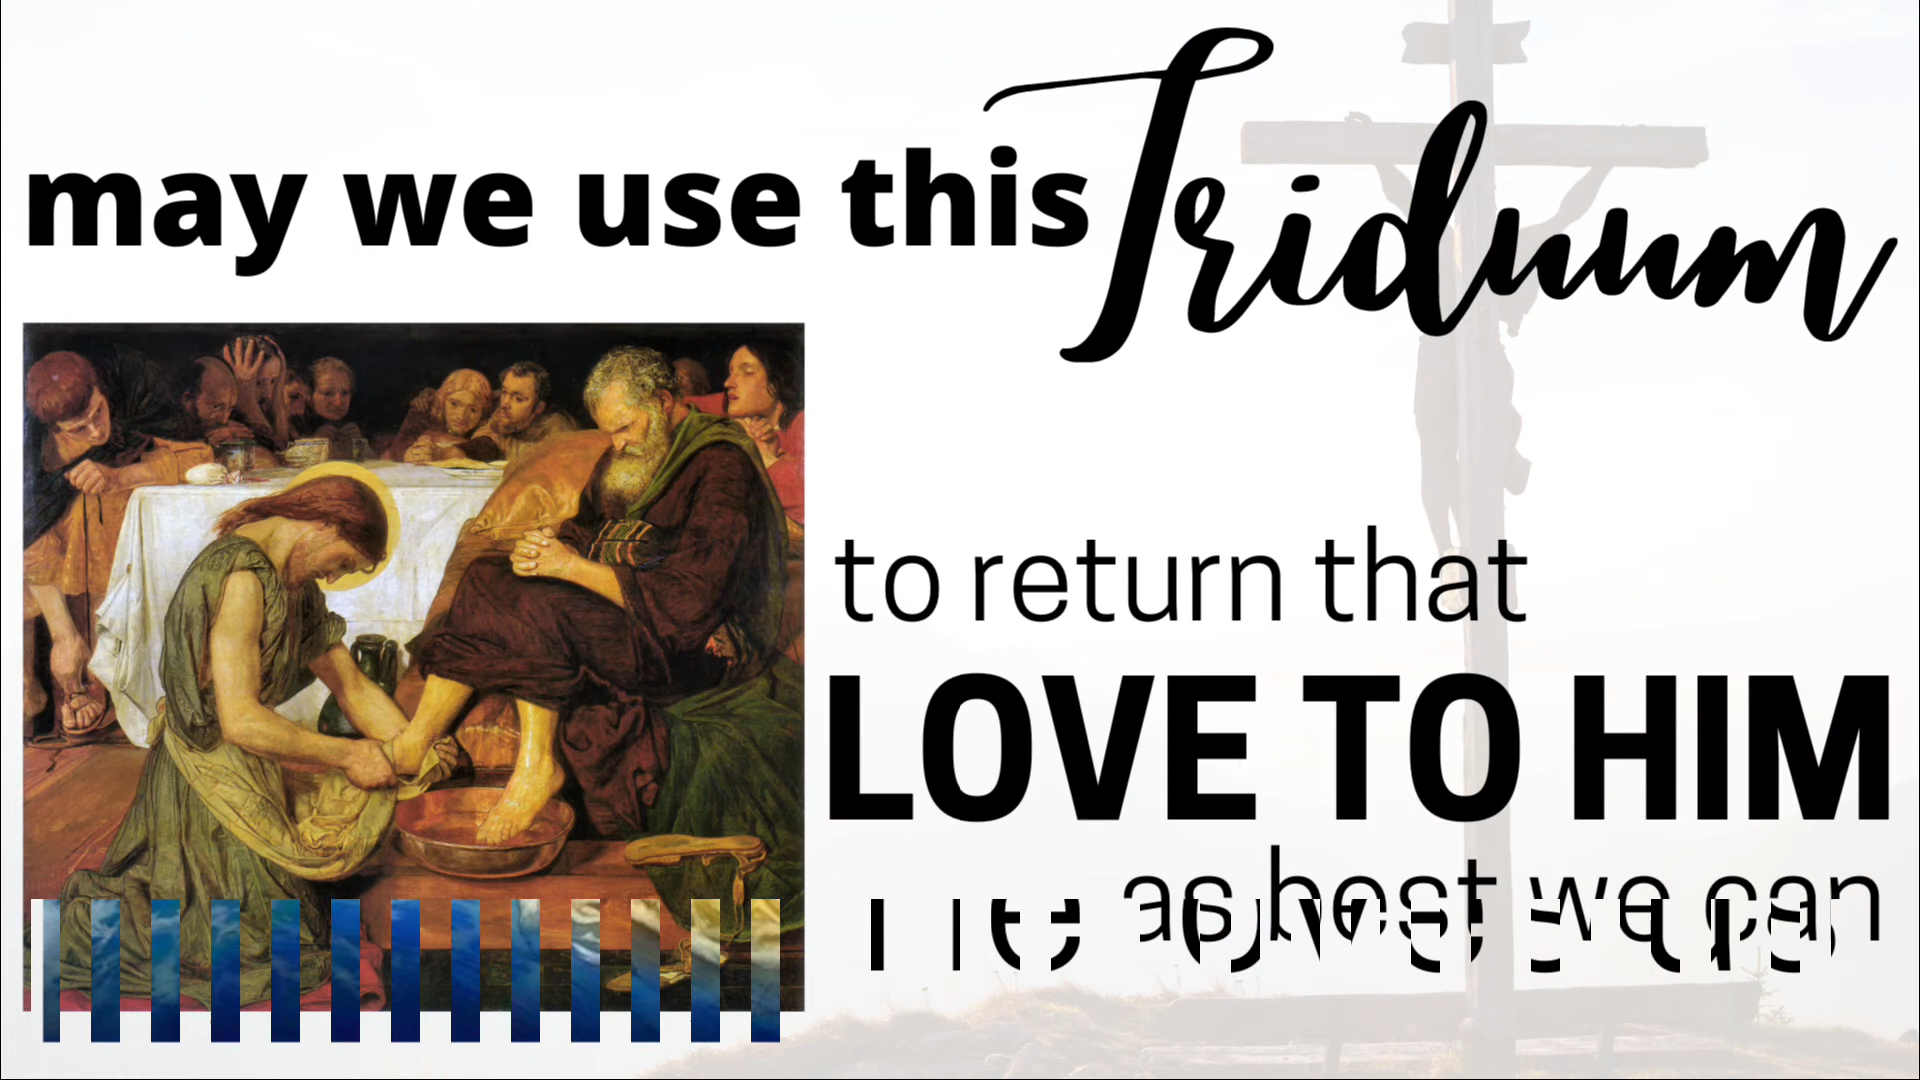 may we use this Triduum
to return that
LOVE TO HIM
as best we can